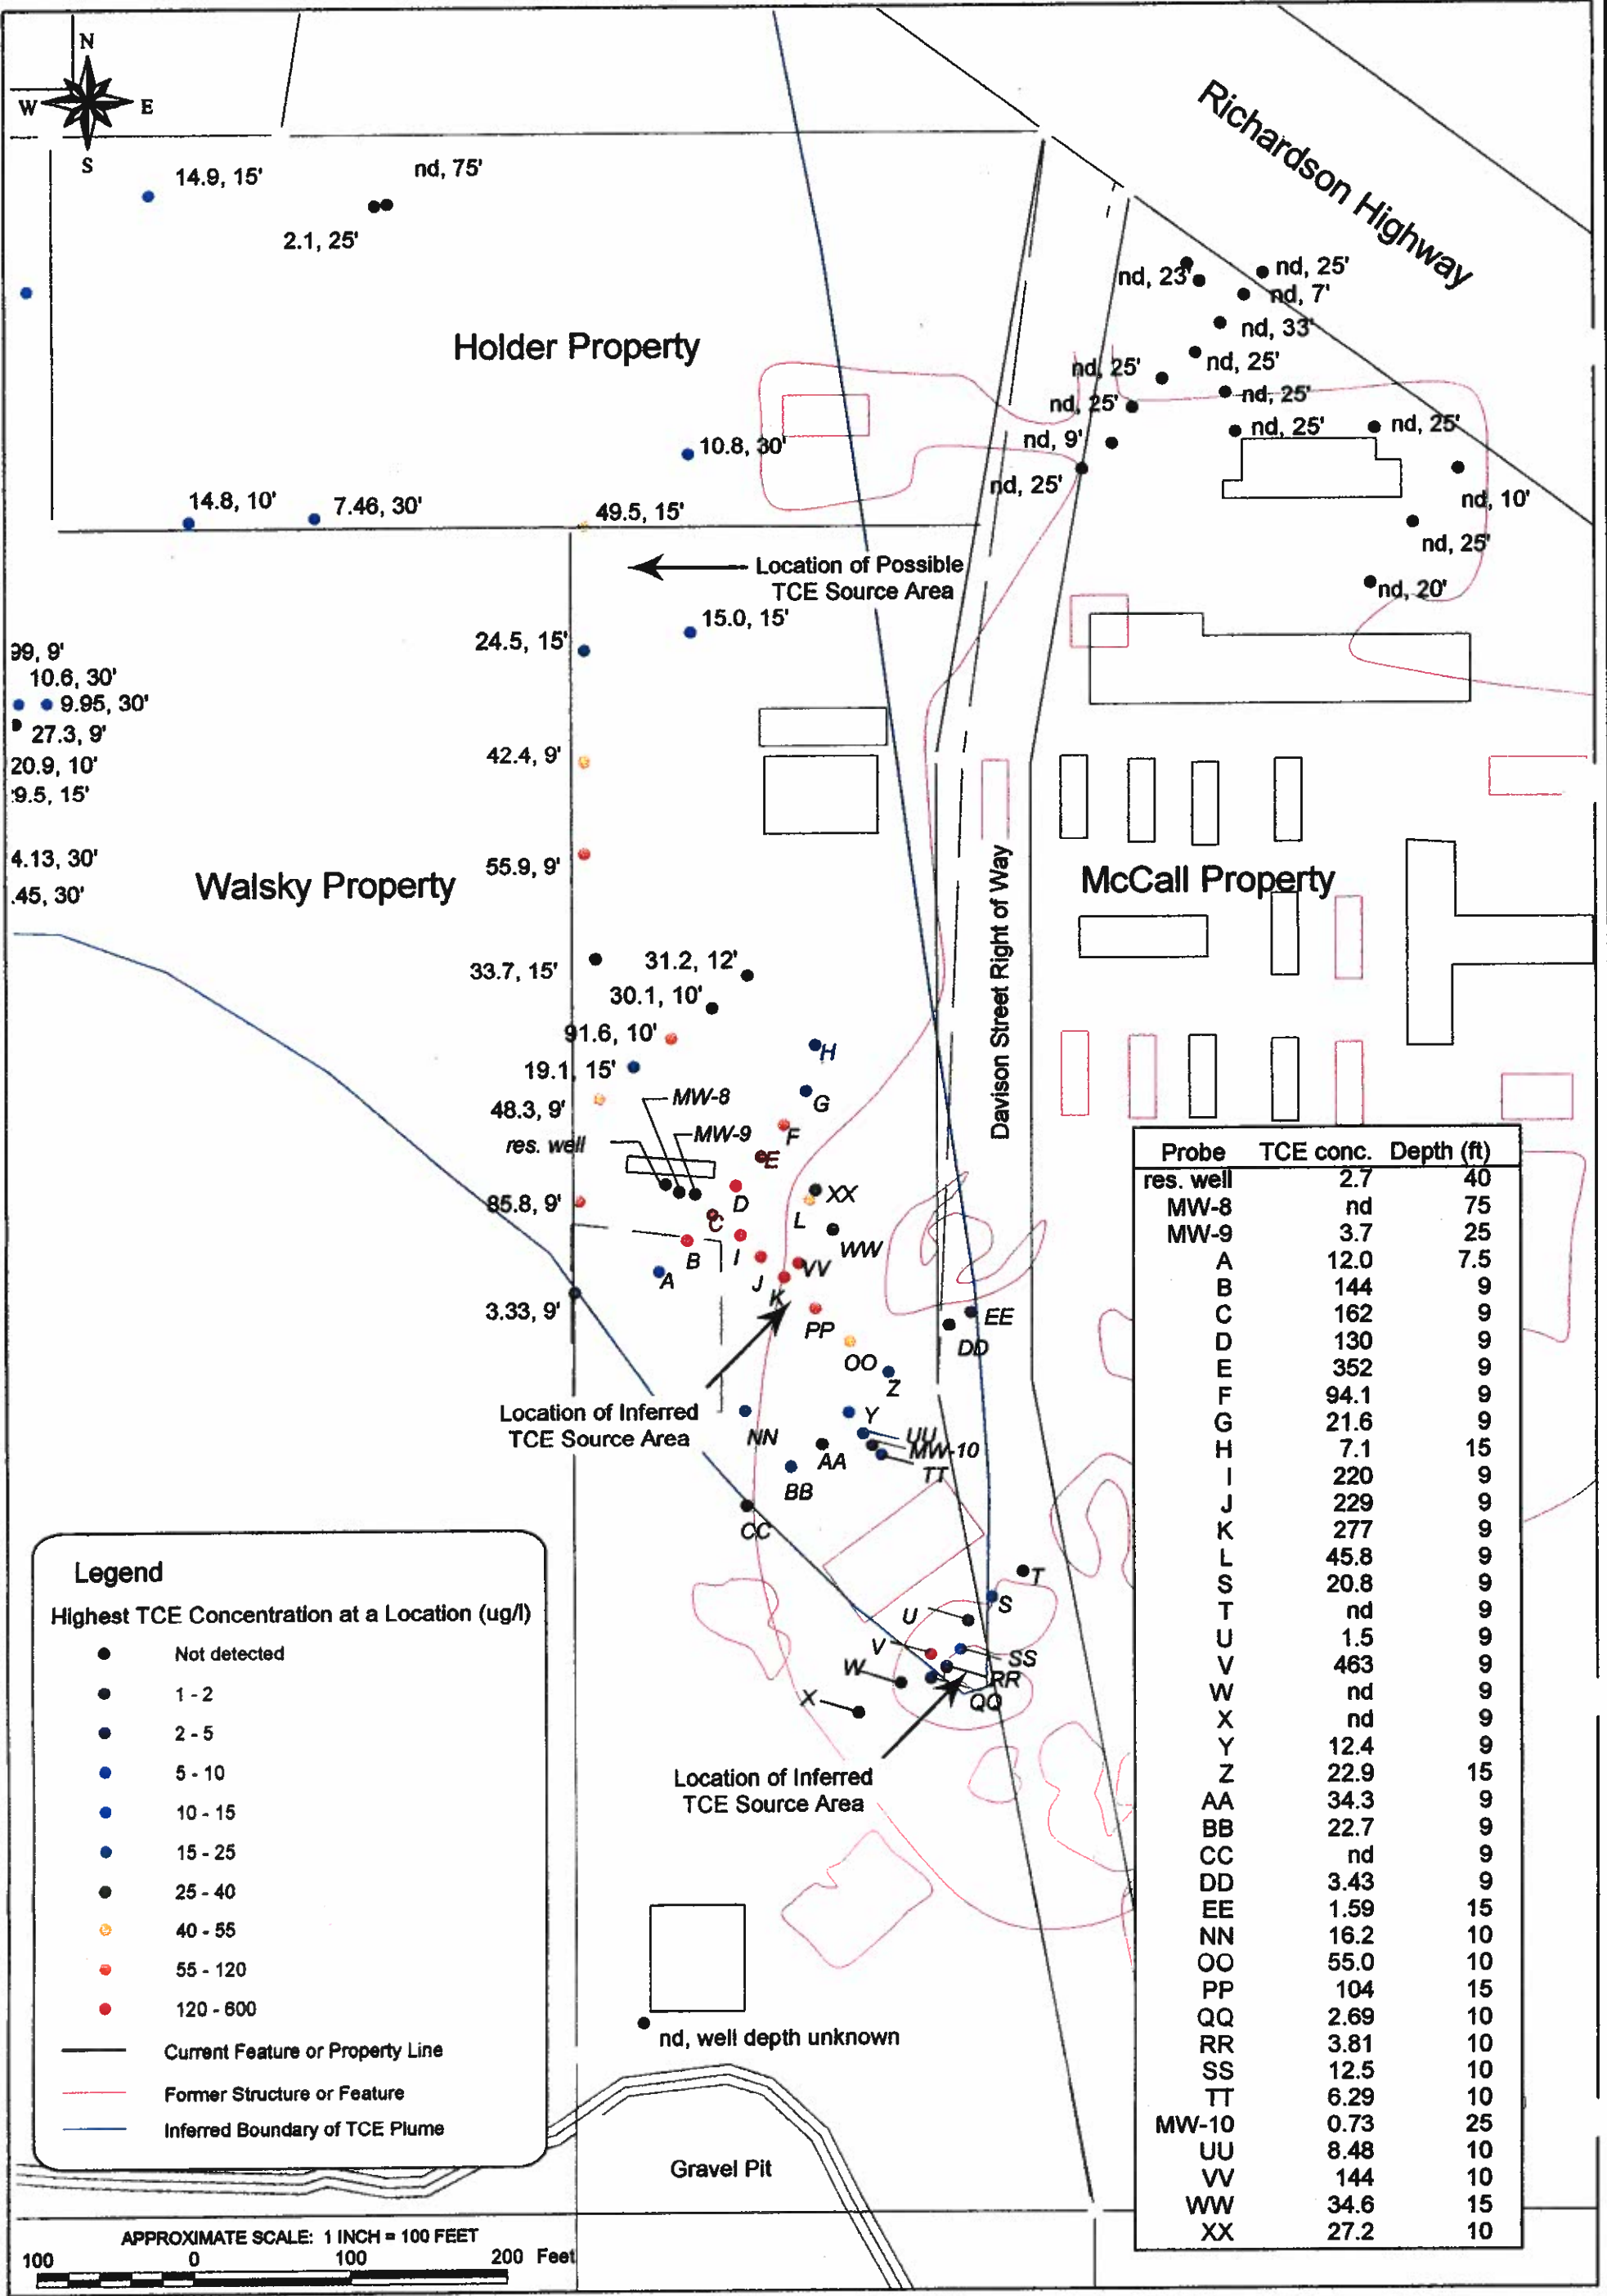 N
W E
S
Richardson Highway
14.9, 15'
nd, 75'
2.1, 25'
nd, 23'
nd, 25'
nd, 7'
nd, 33'
nd, 25'
nd, 25'
nd, 25'
nd, 25'
nd, 9'
nd, 25'
nd, 25'
nd, 25'
nd, 10'
nd, 25'
nd, 20'
Holder Property
10.8, 30'
14.8, 10'
7.46, 30'
49.5, 15'
Location of Possible
TCE Source Area
15.0, 15'
24.5, 15'
99, 9'
10.6, 30'
9.95, 30'
27.3, 9'
20.9, 10'
9.5, 15'
4.13, 30'
.45, 30'
42.4, 9'
55.9, 9'
Walsky Property
McCall Property
Davison Street Right of Way
33.7, 15'
31.2, 12'
30.1, 10'
91.6, 10'
19.1, 15'
48.3, 9'
MW-8
MW-9
res. well
H
G
F
E
D
C
XX
L
WW
85.8, 9'
B
I
A
J
VV
K
PP
3.33, 9'
EE
DD
OO
Z
Location of Inferred
TCE Source Area
NN
Y
UU
MW-10
AA
TT
BB
CC
T
S
U
V
SS
W
RR
QQ
X
Location of Inferred
TCE Source Area
nd, well depth unknown
Gravel Pit
Legend
Highest TCE Concentration at a Location (ug/l)
Not detected
1 - 2
2 - 5
5 - 10
10 - 15
15 - 25
25 - 40
40 - 55
55 - 120
120 - 600
Current Feature or Property Line
Former Structure or Feature
Inferred Boundary of TCE Plume
APPROXIMATE SCALE: 1 INCH = 100 FEET
100 0 100 200 Feet
Probe TCE conc. Depth (ft)
res. well 2.7 40
MW-8 nd 75
MW-9 3.7 25
A 12.0 7.5
B 144 9
C 162 9
D 130 9
E 352 9
F 94.1 9
G 21.6 9
H 7.1 15
I 220 9
J 229 9
K 277 9
L 45.8 9
S 20.8 9
T nd 9
U 1.5 9
V 463 9
W nd 9
X nd 9
Y 12.4 9
Z 22.9 15
AA 34.3 9
BB 22.7 9
CC nd 9
DD 3.43 9
EE 1.59 15
NN 16.2 10
OO 55.0 10
PP 104 15
QQ 2.69 10
RR 3.81 10
SS 12.5 10
TT 6.29 10
MW-10 0.73 25
UU 8.48 10
VV 144 10
WW 34.6 15
XX 27.2 10